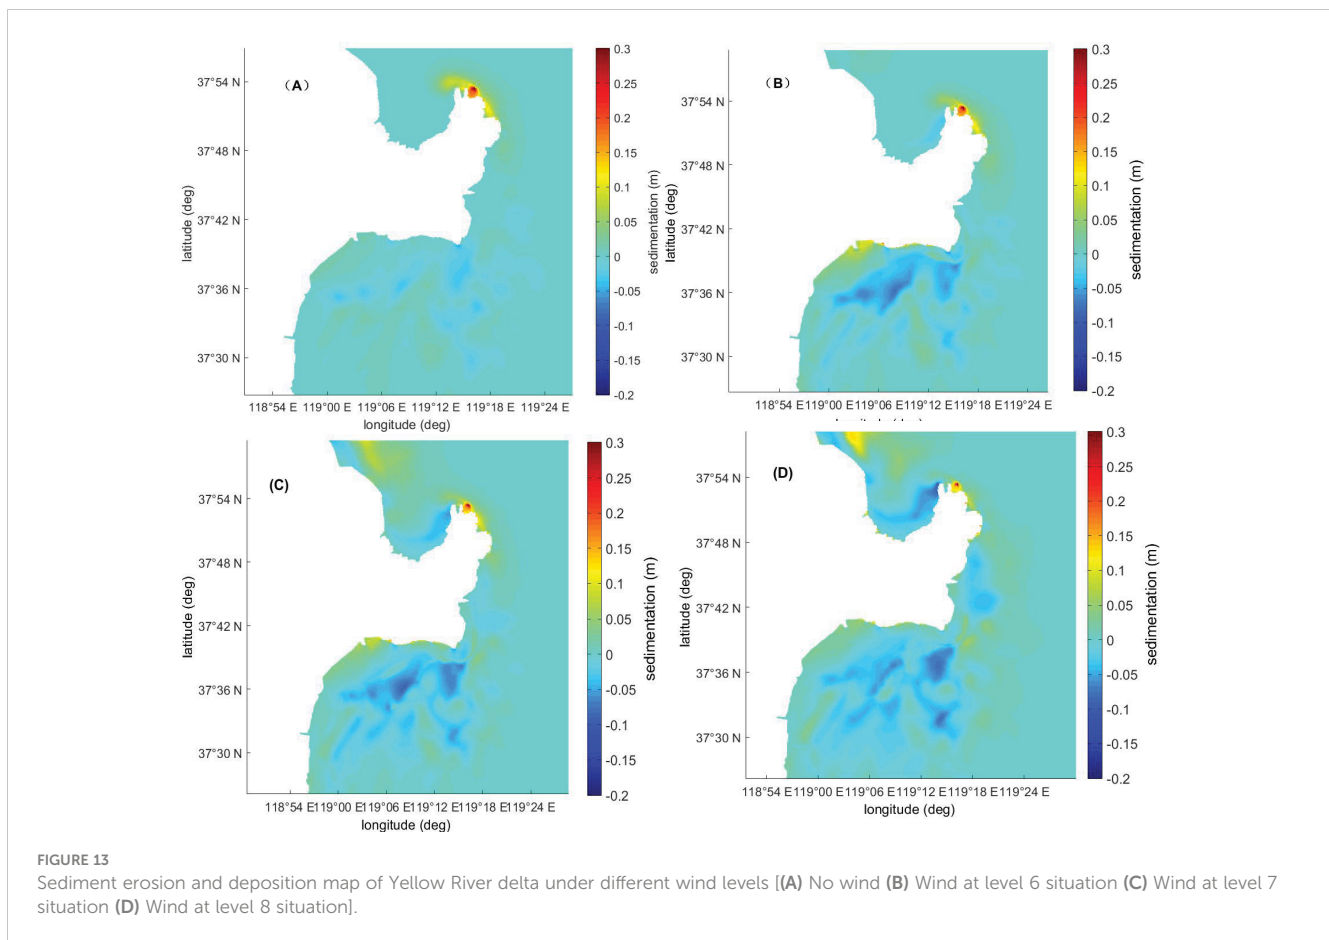 (A)
37°54 N
37°48 N
37°42 N
37°36 N
37°30 N
latitude (deg)
118°54 E 119°00 E 119°06 E 119°12 E 119°18 E 119°24 E
longitude (deg)
0.3
0.25
0.2
0.15
0.1
0.05
0
-0.05
-0.1
-0.15
-0.2
sedimentation (m)
(B)
37°54 N
37°48 N
37°42 N
37°36 N
37°30 N
latitude (deg)
118°54 E 119°00 E 119°06 E 119°12 E 119°18 E 119°24 E
longitude (deg)
0.3
0.25
0.2
0.15
0.1
0.05
0
-0.05
-0.1
-0.15
-0.2
sedimentation (m)
(C)
37°54 N
37°48 N
37°42 N
37°36 N
37°30 N
latitude (deg)
118°54 E 119°00 E 119°06 E 119°12 E 119°18 E 119°24 E
longitude (deg)
0.3
0.25
0.2
0.15
0.1
0.05
0
-0.05
-0.1
-0.15
-0.2
sedimentation (m)
(D)
37°54 N
37°48 N
37°42 N
37°36 N
37°30 N
latitude (deg)
118°54 E 119°00 E 119°06 E 119°12 E 119°18 E 119°24 E
longitude (deg)
0.3
0.25
0.2
0.15
0.1
0.05
0
-0.05
-0.1
-0.15
-0.2
sedimentation (m)
FIGURE 13
Sediment erosion and deposition map of Yellow River delta under different wind levels [(A) No wind (B) Wind at level 6 situation (C) Wind at level 7
situation (D) Wind at level 8 situation].